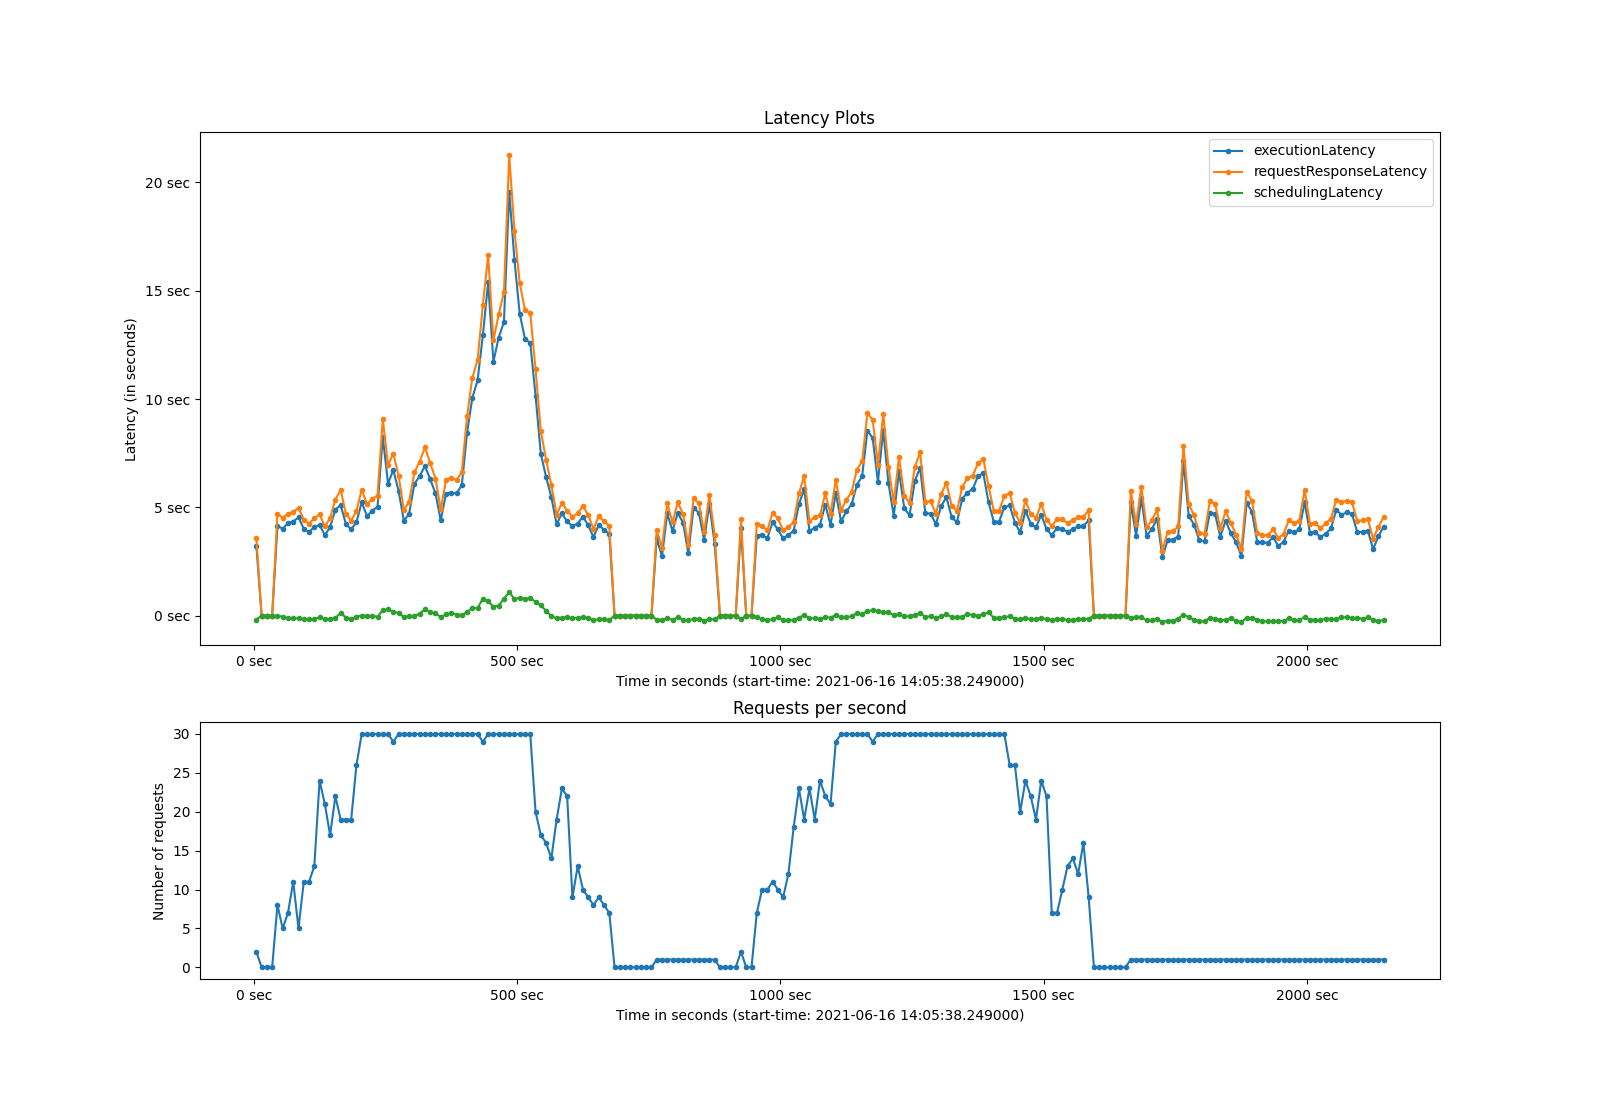 Latency Plots
20 sec
15 sec
10 sec
5 sec
0 sec
Latency (in seconds)
executionLatency
requestResponseLatency
schedulingLatency
0 sec
500 sec
1000 sec
1500 sec
2000 sec
Time in seconds (start-time: 2021-06-16 14:05:38.249000)
Requests per second
30
25
20
15
10
5
0
Number of requests
0 sec
500 sec
1000 sec
1500 sec
2000 sec
Time in seconds (start-time: 2021-06-16 14:05:38.249000)